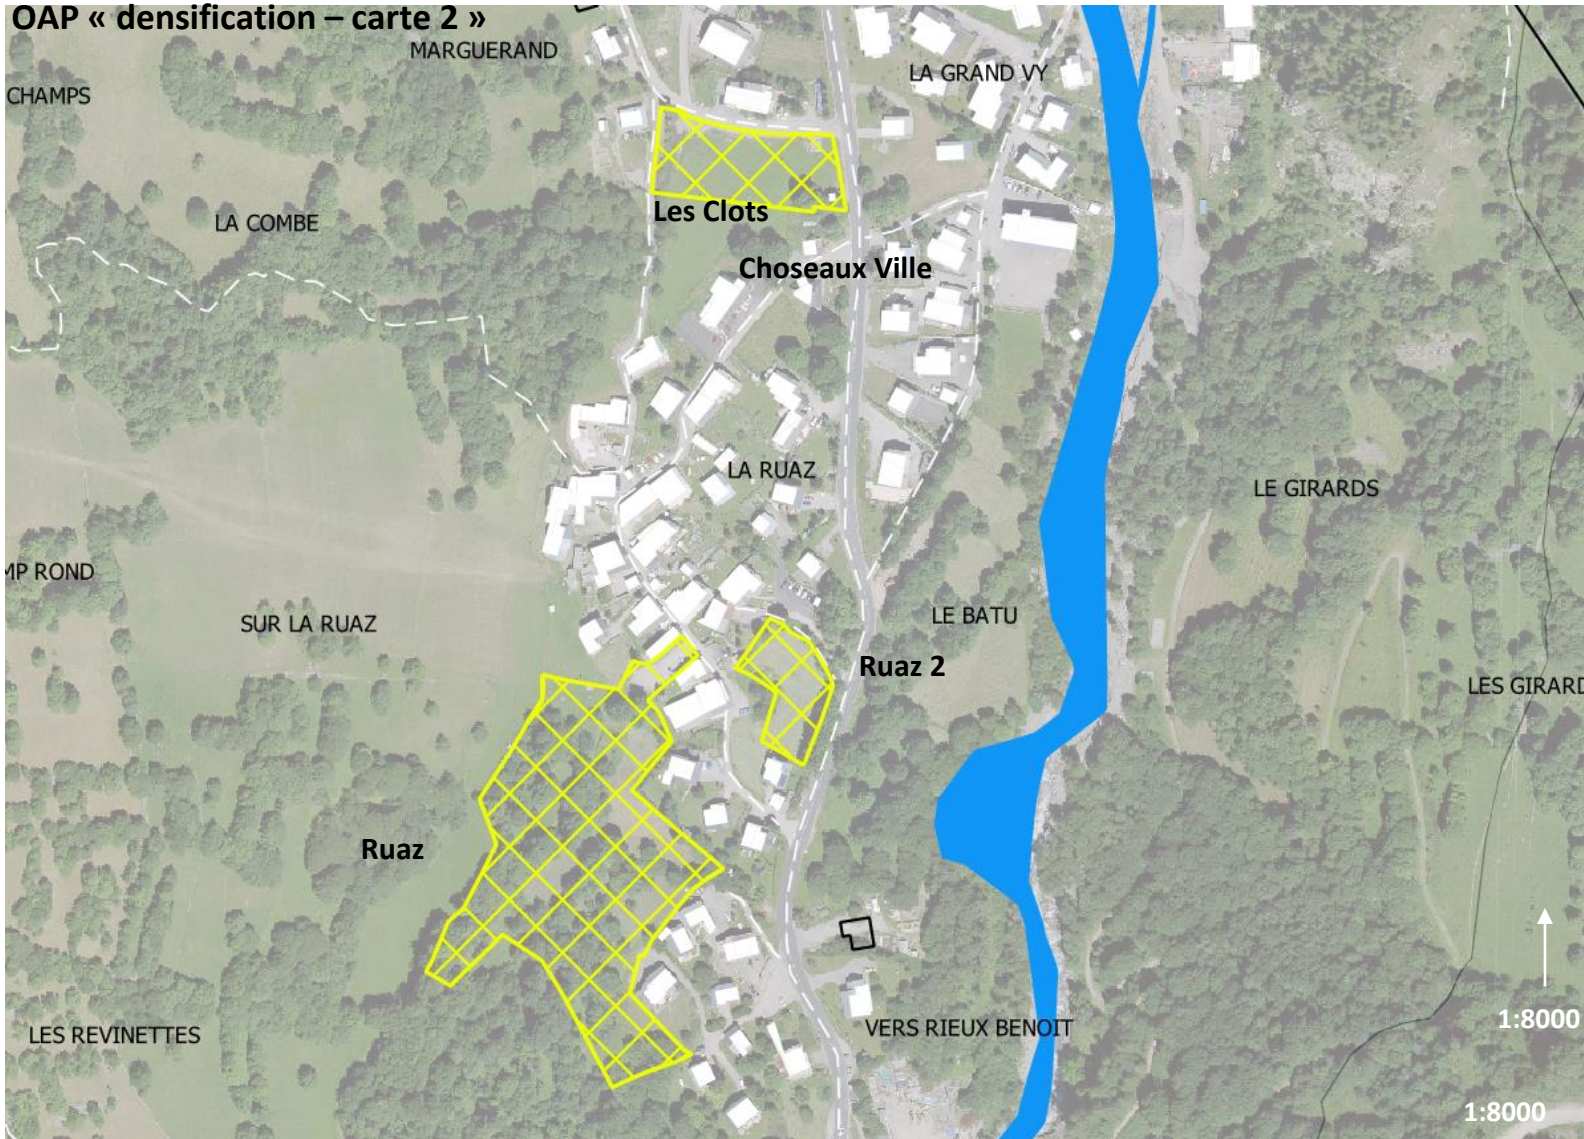 OAP « densification – carte 2 »
MARGUERAND
LA GRAND VY
CHAMPS
LA COMBE
Les Clots
Choseaux Ville
LA RUAZ
LE GIRARDS
MP ROND
SUR LA RUAZ
LE BATU
Ruaz 2
LES GIRARD
Ruaz
LES REVINETTES
VERS RIEUX BENOIT
1:8000
1:8000